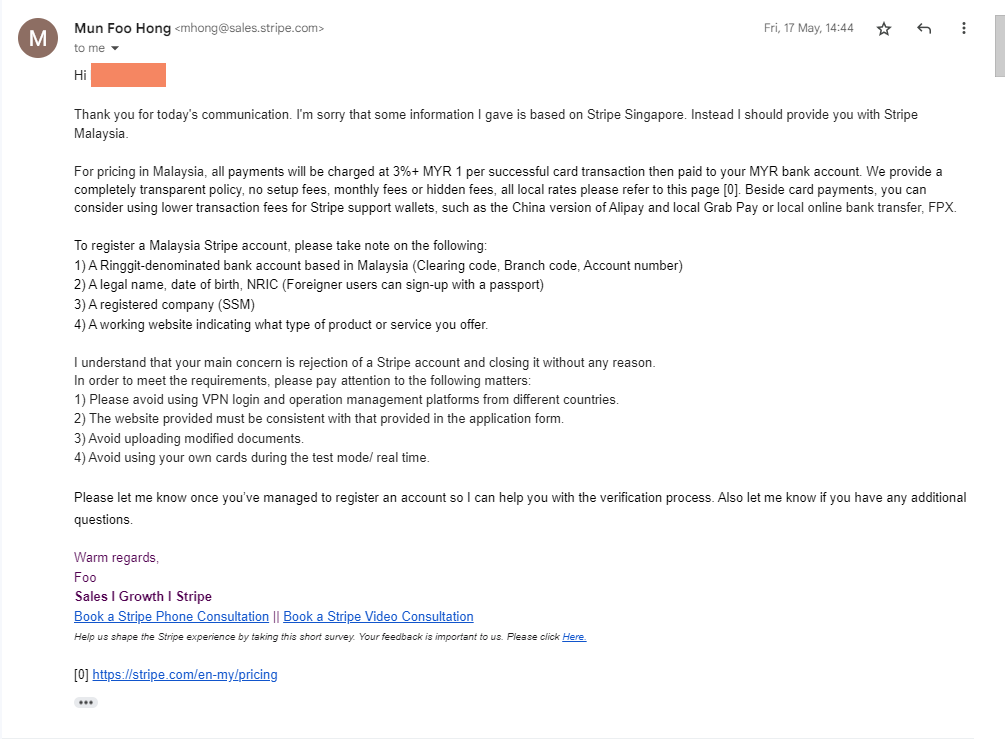 M
Mun Foo Hong <mhong@sales.stripe.com>
Fri, 17 May, 14:44
to me
Hi
Thank you for today's communication. I'm sorry that some information I gave is based on Stripe Singapore. Instead I should provide you with Stripe
Malaysia.
For pricing in Malaysia, all payments will be charged at 3%+ MYR 1 per successful card transaction then paid to your MYR bank account. We provide a
completely transparent policy, no setup fees, monthly fees or hidden fees, all local rates please refer to this page [0]. Beside card payments, you can
consider using lower transaction fees for Stripe support wallets, such as the China version of Alipay and local Grab Pay or local online bank transfer, FPX.
To register a Malaysia Stripe account, please take note on the following:
1) A Ringgit-denominated bank account based in Malaysia (Clearing code, Branch code, Account number)
2) A legal name, date of birth, NRIC (Foreigner users can sign-up with a passport)
3) A registered company (SSM)
4) A working website indicating what type of product or service you offer.
I understand that your main concern is rejection of a Stripe account and closing it without any reason.
In order to meet the requirements, please pay attention to the following matters:
1) Please avoid using VPN login and operation management platforms from different countries.
2) The website provided must be consistent with that provided in the application form.
3) Avoid uploading modified documents.
4) Avoid using your own cards during the test mode/ real time.
Please let me know once you've managed to register an account so I can help you with the verification process. Also let me know if you have any additional
questions.
Warm regards,
Foo
Sales I Growth I Stripe
Book a Stripe Phone Consultation || Book a Stripe Video Consultation
Help us shape the Stripe experience by taking this short survey. Your feedback is important to us. Please click Here.
[0] https://stripe.com/en-my/pricing